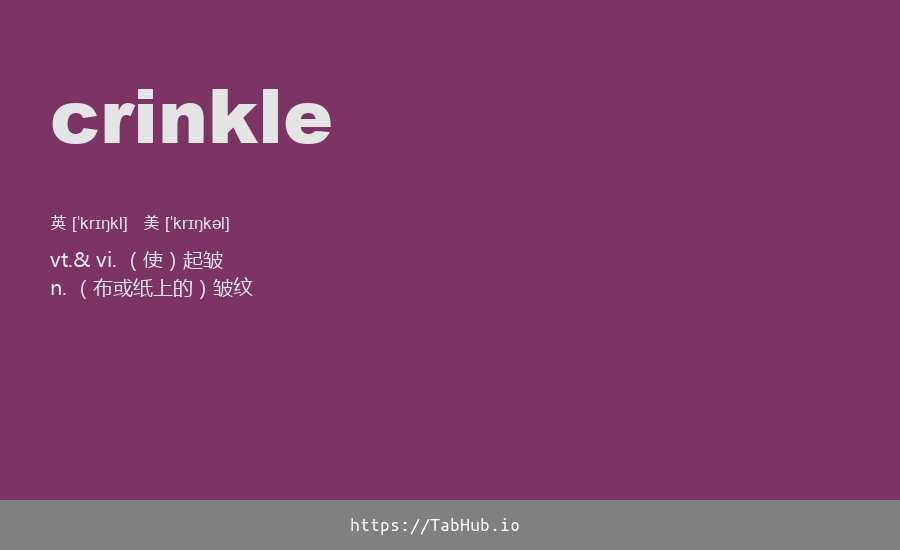 crinkle
英 [ˈkrɪŋkl] 美 [ˈkrɪŋkəl]
vt.& vi. （使）起皱
n. （布或纸上的）皱纹
https://TabHub.io